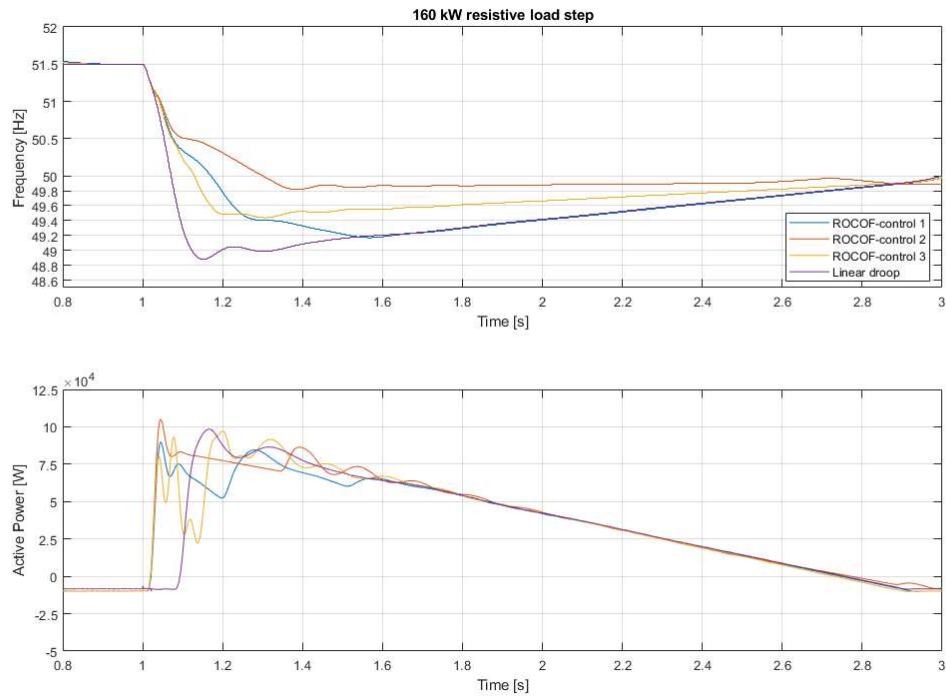 160 kW resistive load step
52
51.5
51
50.5
50
49.8
49.6
49.4
49.2
49
48.8
48.6
Frequency [Hz]
ROCOF-control 1
ROCOF-control 2
ROCOF-control 3
Linear droop
0.8 1 1.2 1.4 1.6 1.8 2 2.2 2.4 2.6 2.8 3
Time [s]
×10⁴
12.5
10
7.5
5
2.5
0
-2.5
-5
Active Power [W]
0.8 1 1.2 1.4 1.6 1.8 2 2.2 2.4 2.6 2.8 3
Time [s]